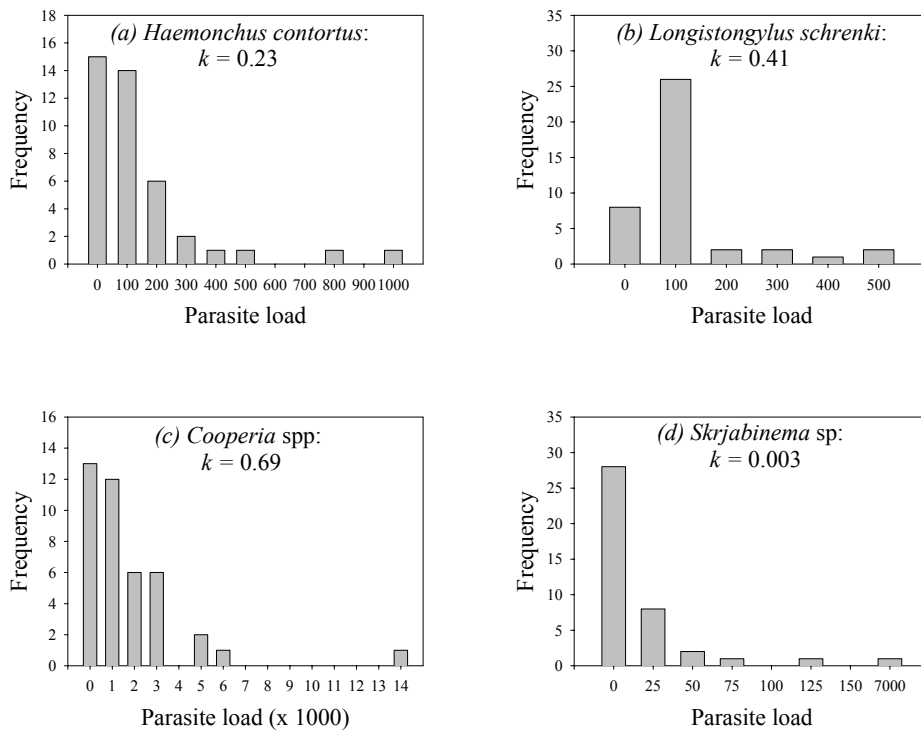 (a) Haemonchus contortus:
k = 0.23
Frequency
18
16
14
12
10
8
6
4
2
0
0 100 200 300 400 500 600 700 800 900 1000
Parasite load
(b) Longistongylus schrenki:
k = 0.41
Frequency
35
30
25
20
15
10
5
0
0 100 200 300 400 500
Parasite load
(c) Cooperia spp:
k = 0.69
Frequency
16
14
12
10
8
6
4
2
0
0 1 2 3 4 5 6 7 8 9 10 11 12 13 14
Parasite load (x 1000)
(d) Skrjabinema sp:
k = 0.003
Frequency
35
30
25
20
15
10
5
0
0 25 50 75 100 125 150 7000
Parasite load